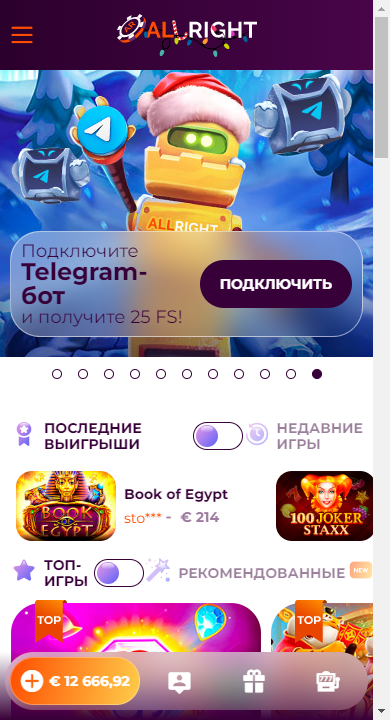 ALLRIGHT
ALLRIGHT
Подключите
Telegram-
бот
и получите 25 FS!
ПОДКЛЮЧИТЬ
ПОСЛЕДНИЕ
ВЫИГРЫШИ
НЕДАВНИЕ
ИГРЫ
BOOK
OF EGYPT
Book of Egypt
sto*** - € 214
100 JOKER
STAXX
ТОП-
ИГРЫ
РЕКОМЕНДОВАННЫЕ
NEW
TOP
TOP
€ 12 666,92
777